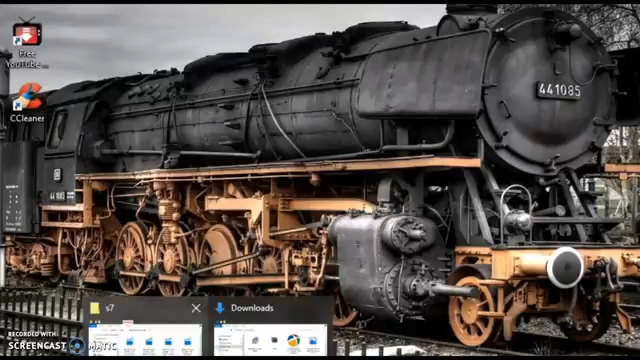 Free
YouTube ...
CCleaner
441085
s7
Downloads
RECORDED WITH
SCREENCAST MATIC